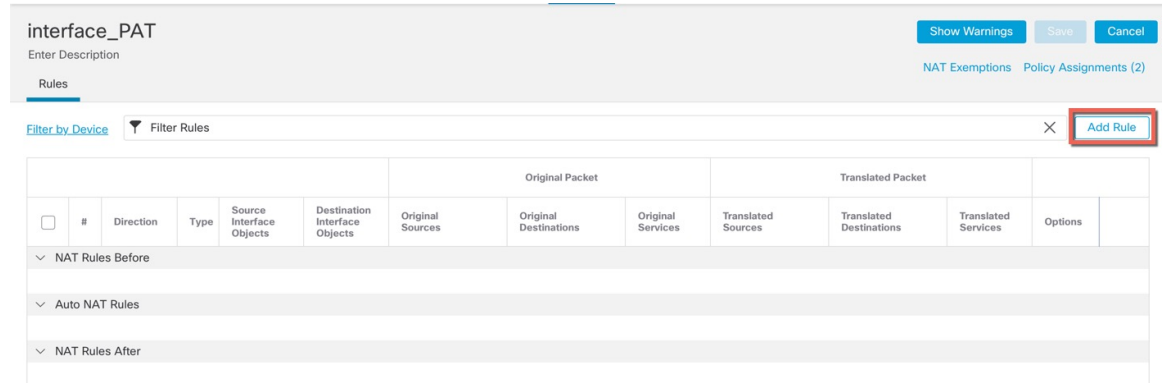 interface_PAT
Show Warnings Save Cancel
Enter Description
NAT Exemptions Policy Assignments (2)
Rules
Filter by Device Filter Rules Add Rule
Original Packet Translated Packet
# Direction Type Source Interface Objects Destination Interface Objects Original Sources Original Destinations Original Services Translated Sources Translated Destinations Translated Services Options
NAT Rules Before
Auto NAT Rules
NAT Rules After